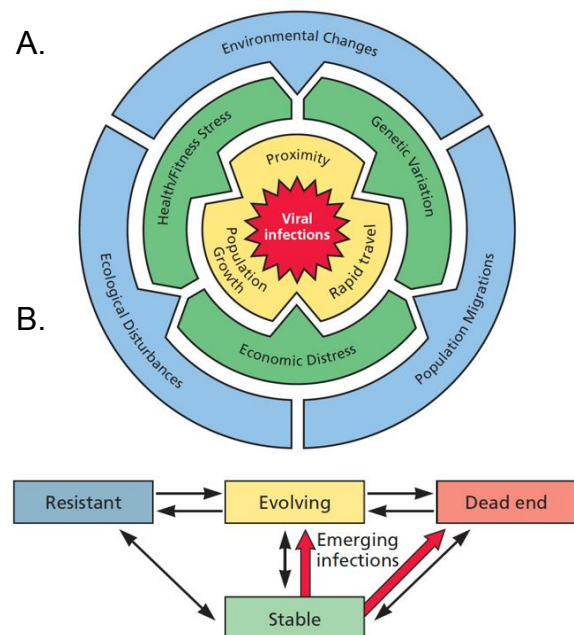 A.
Environmental Changes
Health/Fitness Stress
Genetic Variation
Proximity
Viral
infections
Population
Growth
Rapid travel
Ecological Disturbances
Population Migrations
B.
Economic Distress
Resistant
Evolving
Dead end
Emerging
infections
Stable